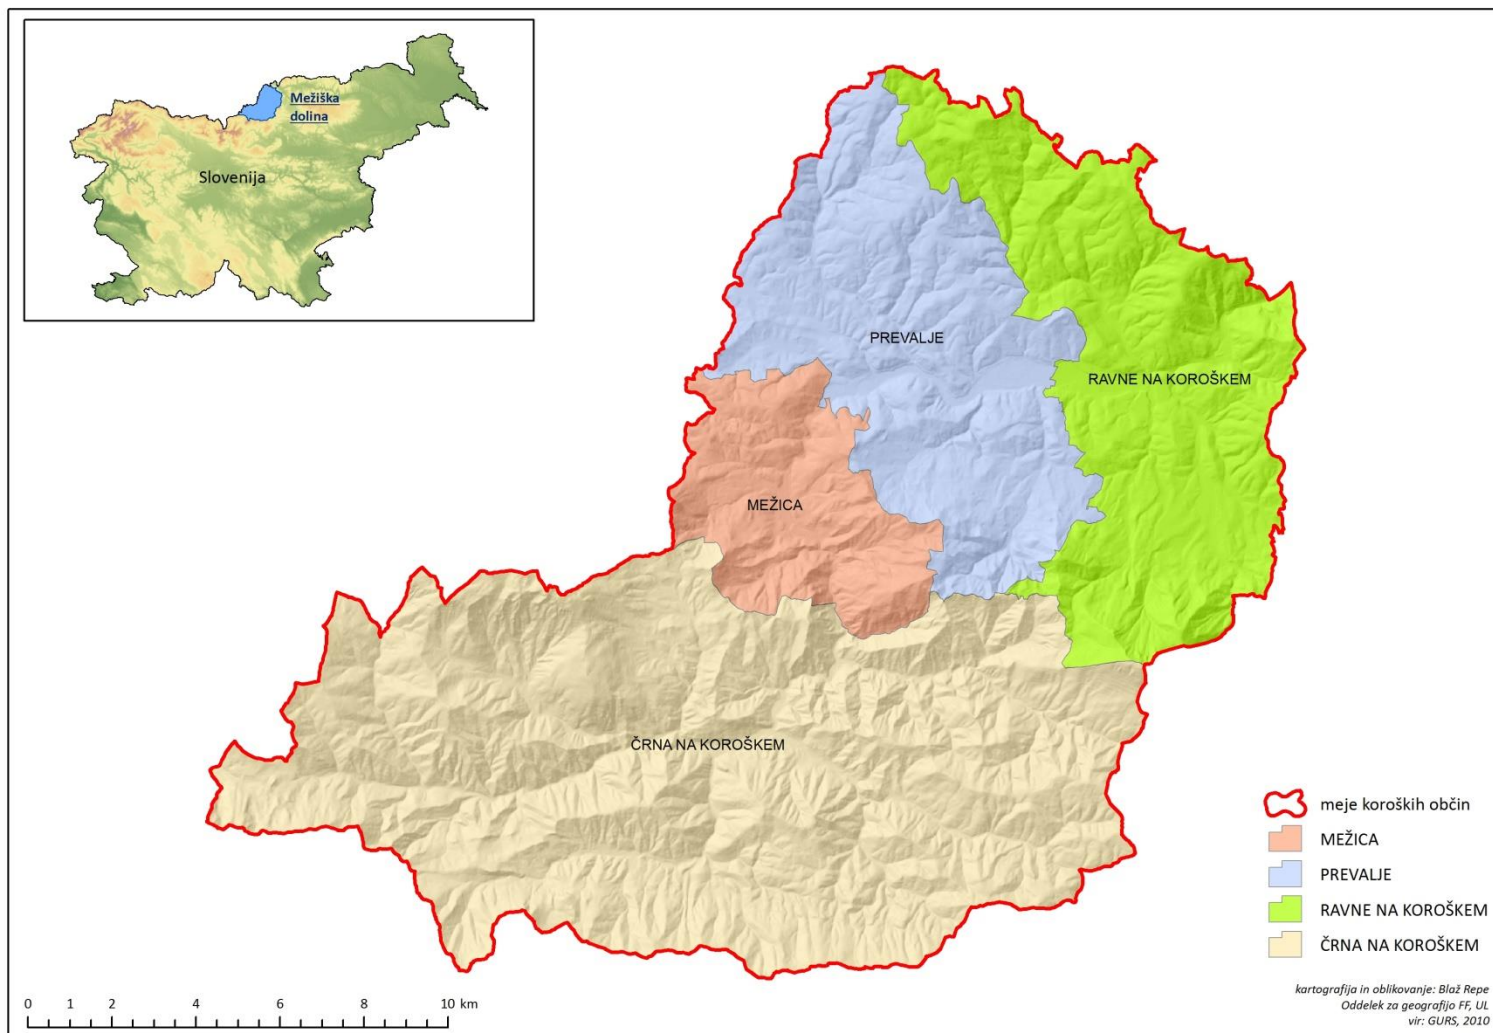 Mežiška
dolina
Slovenija
PREVALJE
RAVNE NA KOROŠKEM
MEŽICA
ČRNA NA KOROŠKEM
meje koroških občin
MEŽICA
PREVALJE
RAVNE NA KOROŠKEM
ČRNA NA KOROŠKEM
0 1 2 4 6 8 10 km
kartografija in oblikovanje: Blaž Repe
Oddelek za geografijo FF, UL
vir: GURS, 2010